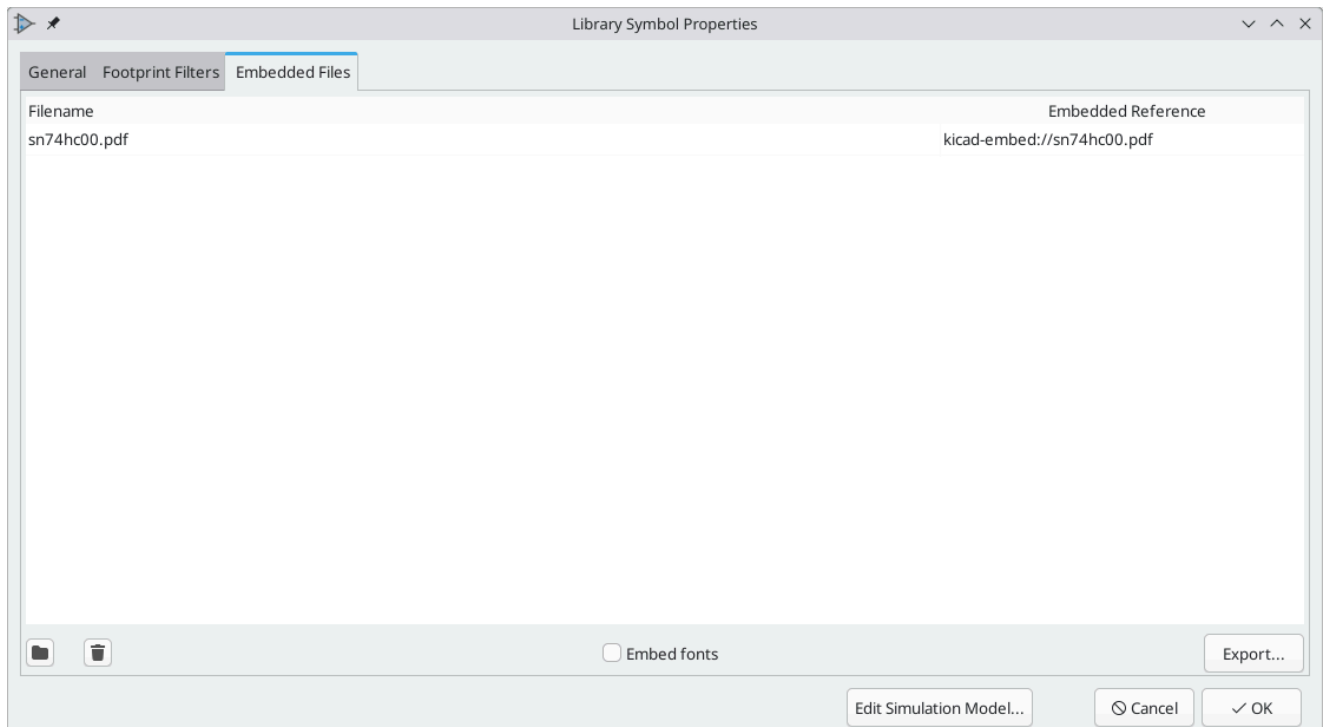 Library Symbol Properties
General Footprint Filters Embedded Files
Filename Embedded Reference
sn74hc00.pdf kicad-embed://sn74hc00.pdf
Embed fonts Export...
Edit Simulation Model... Cancel OK